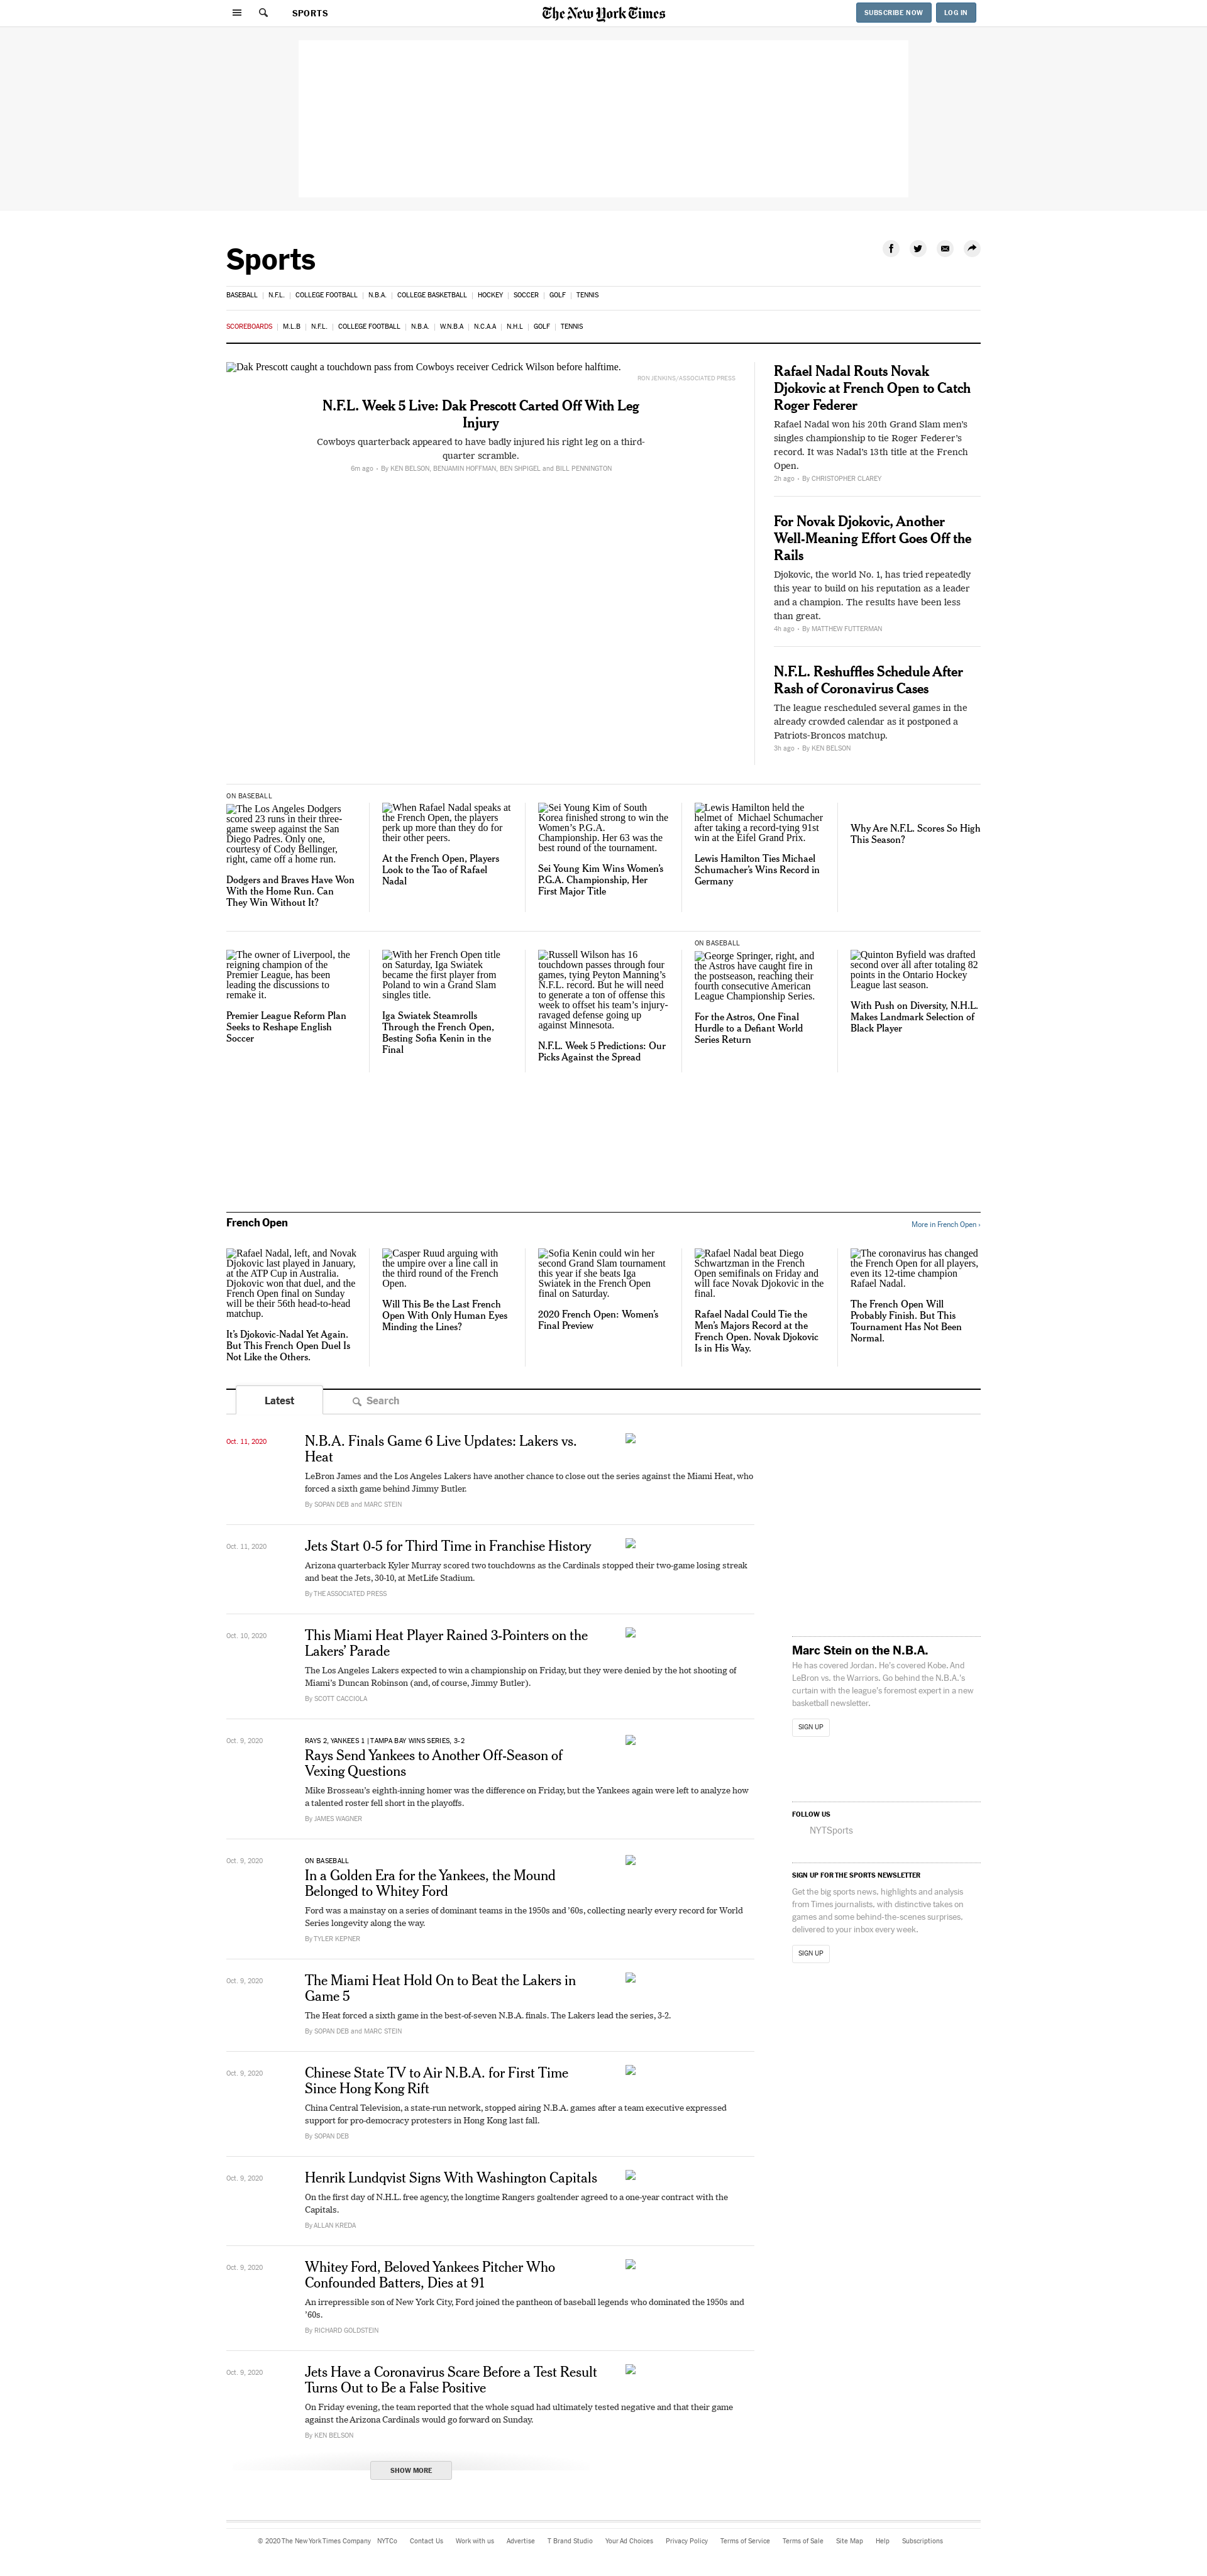 SPORTS
The New York Times
SUBSCRIBE NOW
LOG IN
Sports
BASEBALL | N.F.L. | COLLEGE FOOTBALL | N.B.A. | COLLEGE BASKETBALL | HOCKEY | SOCCER | GOLF | TENNIS
SCOREBOARDS | M.L.B | N.F.L. | COLLEGE FOOTBALL | N.B.A. | W.N.B.A | N.C.A.A | N.H.L | GOLF | TENNIS
Dak Prescott caught a touchdown pass from Cowboys receiver Cedrick Wilson before halftime.
RON JENKINS/ASSOCIATED PRESS
N.F.L. Week 5 Live: Dak Prescott Carted Off With Leg
Injury
Cowboys quarterback appeared to have badly injured his right leg on a third-
quarter scramble.
6m ago • By KEN BELSON, BENJAMIN HOFFMAN, BEN SHPIGEL and BILL PENNINGTON
Rafael Nadal Routs Novak
Djokovic at French Open to Catch
Roger Federer
Rafael Nadal won his 20th Grand Slam men's
singles championship to tie Roger Federer's
record. It was Nadal's 13th title at the French
Open.
2h ago • By CHRISTOPHER CLAREY
For Novak Djokovic, Another
Well-Meaning Effort Goes Off the
Rails
Djokovic, the world No. 1, has tried repeatedly
this year to build on his reputation as a leader
and a champion. The results have been less
than great.
4h ago • By MATTHEW FUTTERMAN
N.F.L. Reshuffles Schedule After
Rash of Coronavirus Cases
The league rescheduled several games in the
already crowded calendar as it postponed a
Patriots-Broncos matchup.
3h ago • By KEN BELSON
ON BASEBALL
The Los Angeles Dodgers
scored 23 runs in their three-
game sweep against the San
Diego Padres. Only one,
courtesy of Cody Bellinger,
right, came off a home run.
Dodgers and Braves Have Won
With the Home Run. Can
They Win Without It?
When Rafael Nadal speaks at
the French Open, the players
perk up more than they do for
their other peers.
At the French Open, Players
Look to the Tao of Rafael
Nadal
Sei Young Kim of South
Korea finished strong to win the
Women's P.G.A.
Championship. Her 63 was the
best round of the tournament.
Sei Young Kim Wins Women's
P.G.A. Championship, Her
First Major Title
Lewis Hamilton held the
helmet of Michael Schumacher
after taking a record-tying 91st
win at the Eifel Grand Prix.
Lewis Hamilton Ties Michael
Schumacher's Wins Record in
Germany
Why Are N.F.L. Scores So High
This Season?
The owner of Liverpool, the
reigning champion of the
Premier League, has been
leading the discussions to
remake it.
Premier League Reform Plan
Seeks to Reshape English
Soccer
With her French Open title
on Saturday, Iga Swiatek
became the first player from
Poland to win a Grand Slam
singles title.
Iga Swiatek Steamrolls
Through the French Open,
Besting Sofia Kenin in the
Final
Russell Wilson has 16
touchdown passes through four
games, tying Peyton Manning's
N.F.L. record. But he will need
to generate a ton of offense this
week to offset his team's injury-
ravaged defense going up
against Minnesota.
N.F.L. Week 5 Predictions: Our
Picks Against the Spread
ON BASEBALL
George Springer, right, and
the Astros have caught fire in
the postseason, reaching their
fourth consecutive American
League Championship Series.
For the Astros, One Final
Hurdle to a Defiant World
Series Return
Quinton Byfield was drafted
second over all after totaling 82
points in the Ontario Hockey
League last season.
With Push on Diversity, N.H.L.
Makes Landmark Selection of
Black Player
French Open
More in French Open ›
Rafael Nadal, left, and Novak
Djokovic last played in January,
at the ATP Cup in Australia.
Djokovic won that duel, and the
French Open final on Sunday
will be their 56th head-to-head
matchup.
It's Djokovic-Nadal Yet Again.
But This French Open Duel Is
Not Like the Others.
Casper Ruud arguing with
the umpire over a line call in
the third round of the French
Open.
Will This Be the Last French
Open With Only Human Eyes
Minding the Lines?
Sofia Kenin could win her
second Grand Slam tournament
this year if she beats Iga
Swiatek in the French Open
final on Saturday.
2020 French Open: Women's
Final Preview
Rafael Nadal beat Diego
Schwartzman in the French
Open semifinals on Friday and
will face Novak Djokovic in the
final.
Rafael Nadal Could Tie the
Men's Majors Record at the
French Open. Novak Djokovic
Is in His Way.
The coronavirus has changed
the French Open for all players,
even its 12-time champion
Rafael Nadal.
The French Open Will
Probably Finish. But This
Tournament Has Not Been
Normal.
Latest
Search
Oct. 11, 2020
N.B.A. Finals Game 6 Live Updates: Lakers vs.
Heat
LeBron James and the Los Angeles Lakers have another chance to close out the series against the Miami Heat, who
forced a sixth game behind Jimmy Butler.
By SOPAN DEB and MARC STEIN
Oct. 11, 2020
Jets Start 0-5 for Third Time in Franchise History
Arizona quarterback Kyler Murray scored two touchdowns as the Cardinals stopped their two-game losing streak
and beat the Jets, 30-10, at MetLife Stadium.
By THE ASSOCIATED PRESS
Oct. 10, 2020
This Miami Heat Player Rained 3-Pointers on the
Lakers' Parade
The Los Angeles Lakers expected to win a championship on Friday, but they were denied by the hot shooting of
Miami's Duncan Robinson (and, of course, Jimmy Butler).
By SCOTT CACCIOLA
Oct. 9, 2020
RAYS 2, YANKEES 1 | TAMPA BAY WINS SERIES, 3-2
Rays Send Yankees to Another Off-Season of
Vexing Questions
Mike Brosseau's eighth-inning homer was the difference on Friday, but the Yankees again were left to analyze how
a talented roster fell short in the playoffs.
By JAMES WAGNER
Oct. 9, 2020
ON BASEBALL
In a Golden Era for the Yankees, the Mound
Belonged to Whitey Ford
Ford was a mainstay on a series of dominant teams in the 1950s and '60s, collecting nearly every record for World
Series longevity along the way.
By TYLER KEPNER
Oct. 9, 2020
The Miami Heat Hold On to Beat the Lakers in
Game 5
The Heat forced a sixth game in the best-of-seven N.B.A. finals. The Lakers lead the series, 3-2.
By SOPAN DEB and MARC STEIN
Oct. 9, 2020
Chinese State TV to Air N.B.A. for First Time
Since Hong Kong Rift
China Central Television, a state-run network, stopped airing N.B.A. games after a team executive expressed
support for pro-democracy protesters in Hong Kong last fall.
By SOPAN DEB
Oct. 9, 2020
Henrik Lundqvist Signs With Washington Capitals
On the first day of N.H.L. free agency, the longtime Rangers goaltender agreed to a one-year contract with the
Capitals.
By ALLAN KREDA
Oct. 9, 2020
Whitey Ford, Beloved Yankees Pitcher Who
Confounded Batters, Dies at 91
An irrepressible son of New York City, Ford joined the pantheon of baseball legends who dominated the 1950s and
'60s.
By RICHARD GOLDSTEIN
Oct. 9, 2020
Jets Have a Coronavirus Scare Before a Test Result
Turns Out to Be a False Positive
On Friday evening, the team reported that the whole squad had ultimately tested negative and that their game
against the Arizona Cardinals would go forward on Sunday.
By KEN BELSON
SHOW MORE
Marc Stein on the N.B.A.
He has covered Jordan. He's covered Kobe. And
LeBron vs. the Warriors. Go behind the N.B.A.'s
curtain with the league's foremost expert in a new
basketball newsletter.
SIGN UP
FOLLOW US
NYTSports
SIGN UP FOR THE SPORTS NEWSLETTER
Get the big sports news, highlights and analysis
from Times journalists, with distinctive takes on
games and some behind-the-scenes surprises,
delivered to your inbox every week.
SIGN UP
© 2020 The New York Times Company NYTCo Contact Us Work with us Advertise T Brand Studio Your Ad Choices Privacy Policy Terms of Service Terms of Sale Site Map Help Subscriptions